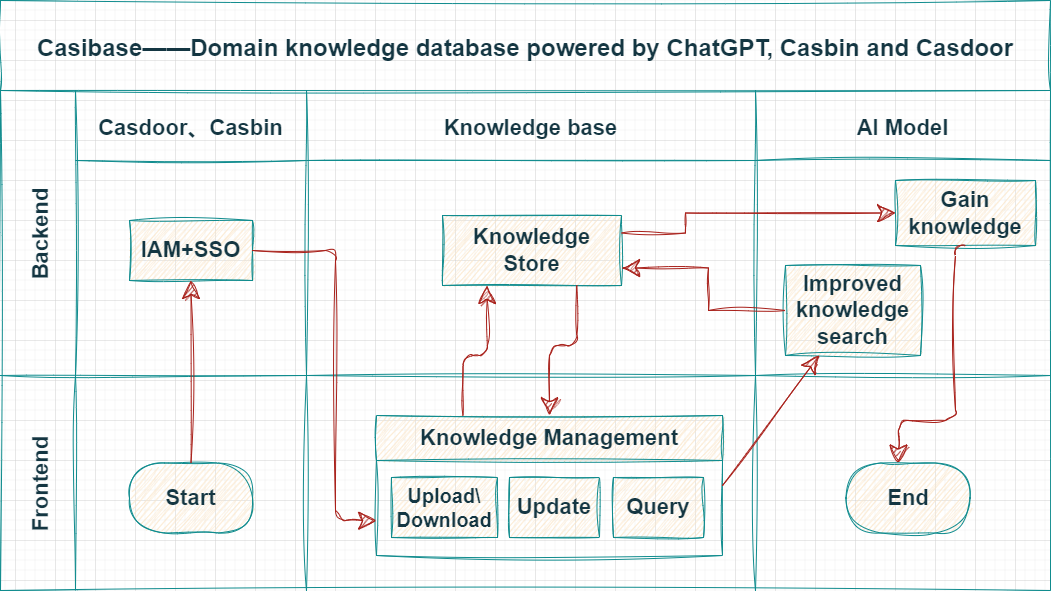 Casibase——Domain knowledge database powered by ChatGPT, Casbin and Casdoor
Casdoor、Casbin
Knowledge base
AI Model
Backend
IAM+SSO
Knowledge
Store
Gain
knowledge
Improved
knowledge
search
Frontend
Start
Knowledge Management
Upload\
Download
Update
Query
End